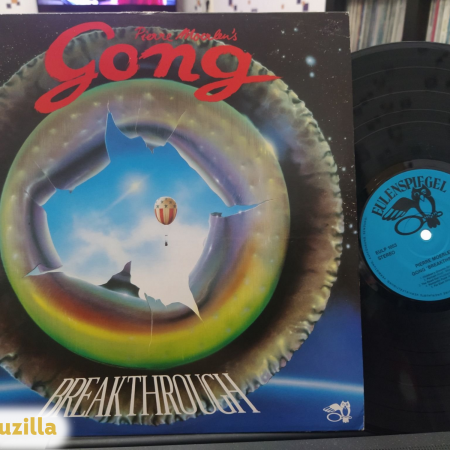 Pierre Moerlen's
Gong
BREAKTHROUGH
EULENSPIEGEL
STEREO
uzilla